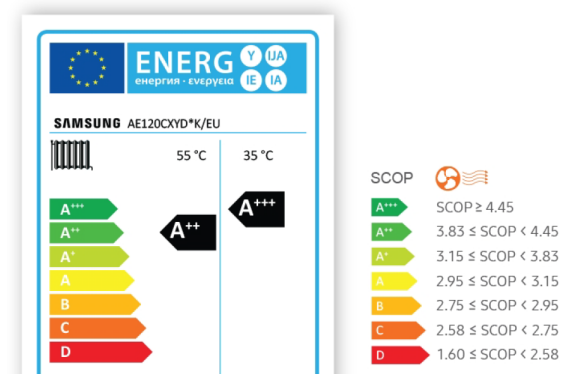 ENERG Y IJA
енергия · ενεργεια IE IA
SAMSUNG AE120CXYD*K/EU
55 °C 35 °C
A+++
A++
A+
A
B
C
D
A++
A+++
SCOP
A+++ SCOP ≥ 4.45
A++ 3.83 ≤ SCOP < 4.45
A+ 3.15 ≤ SCOP < 3.83
A 2.95 ≤ SCOP < 3.15
B 2.75 ≤ SCOP < 2.95
C 2.58 ≤ SCOP < 2.75
D 1.60 ≤ SCOP < 2.58